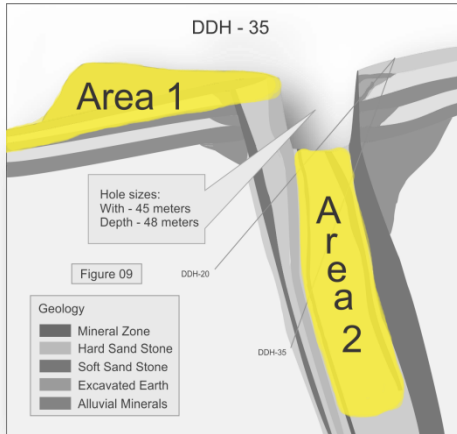 DDH - 35
Area 1
Hole sizes:
With - 45 meters
Depth - 48 meters
Area 2
DDH-20
Figure 09
DDH-35
Geology
Mineral Zone
Hard Sand Stone
Soft Sand Stone
Excavated Earth
Alluvial Minerals